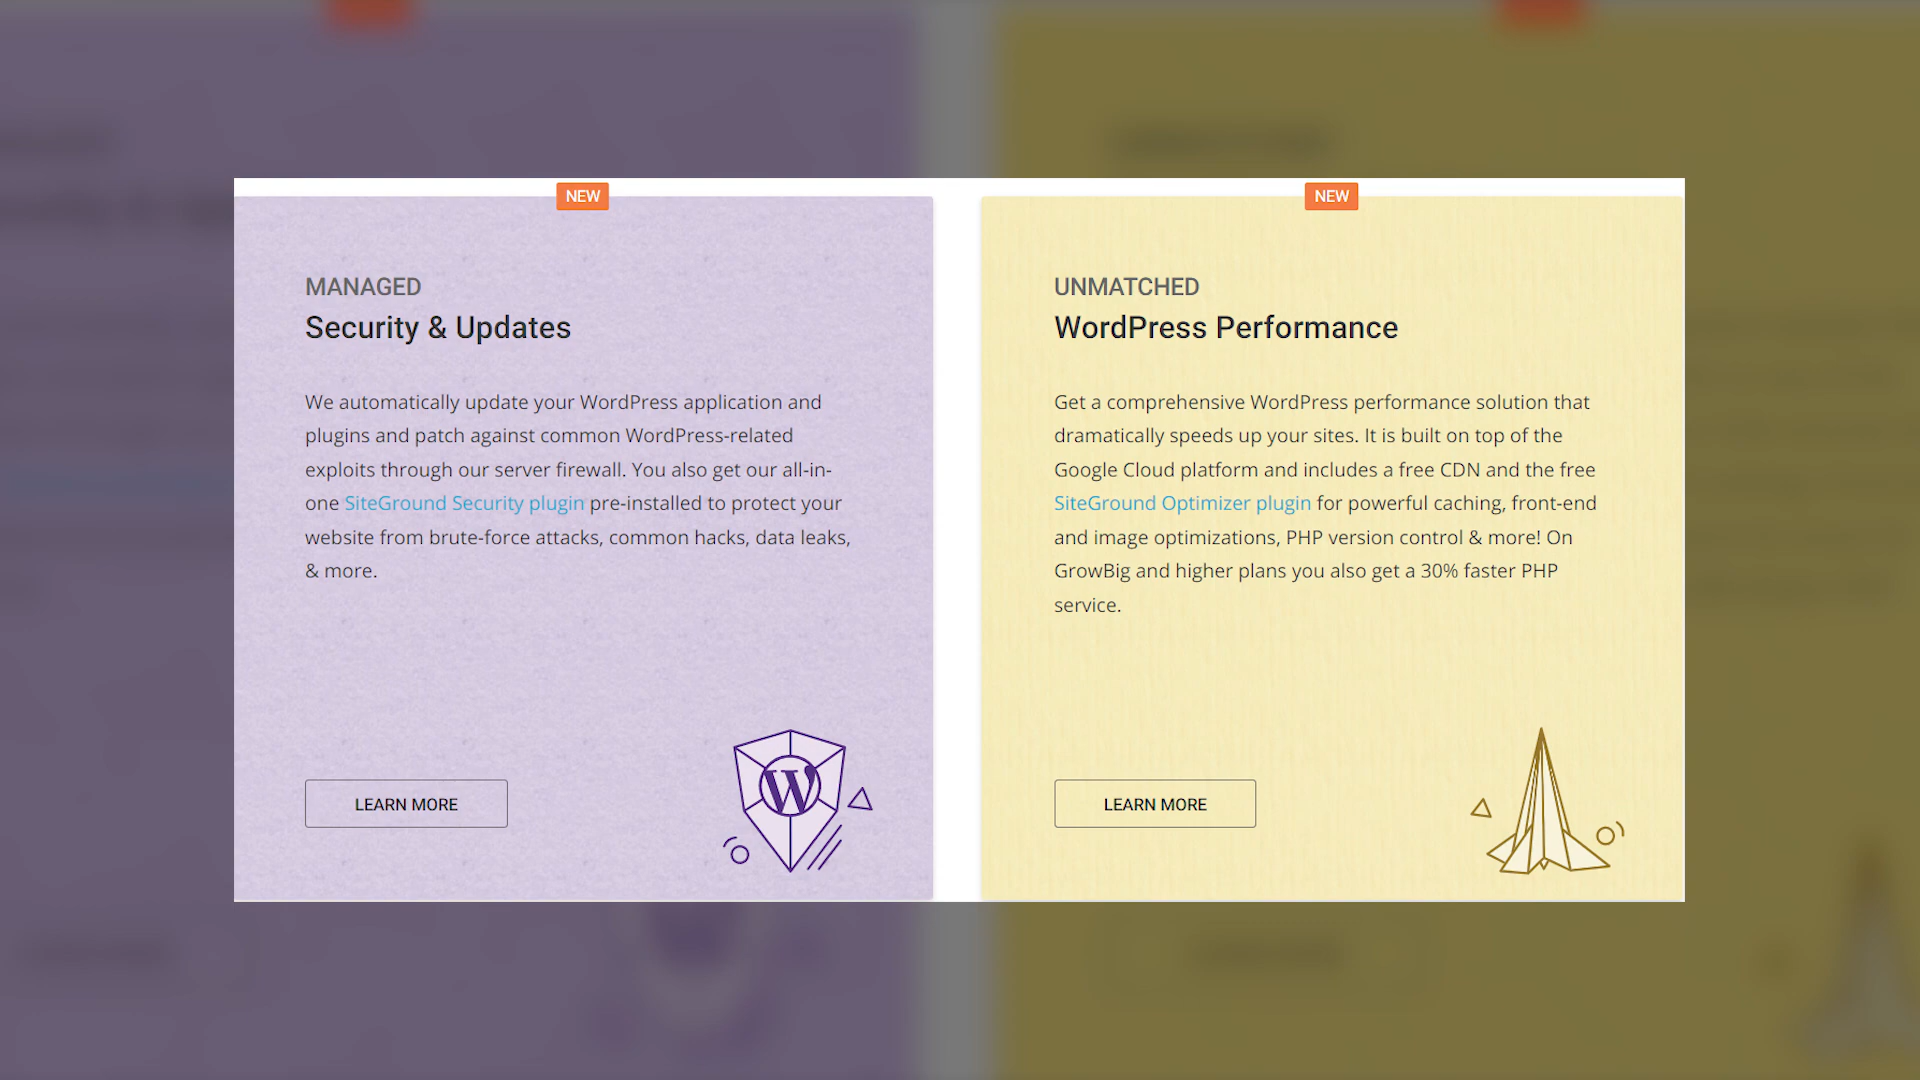 NEW
MANAGED
Security & Updates
We automatically update your WordPress application and
plugins and patch against common WordPress-related
exploits through our server firewall. You also get our all-in-
one SiteGround Security plugin pre-installed to protect your
website from brute-force attacks, common hacks, data leaks,
& more.
LEARN MORE
W
NEW
UNMATCHED
WordPress Performance
Get a comprehensive WordPress performance solution that
dramatically speeds up your sites. It is built on top of the
Google Cloud platform and includes a free CDN and the free
SiteGround Optimizer plugin for powerful caching, front-end
and image optimizations, PHP version control & more! On
GrowBig and higher plans you also get a 30% faster PHP
service.
LEARN MORE